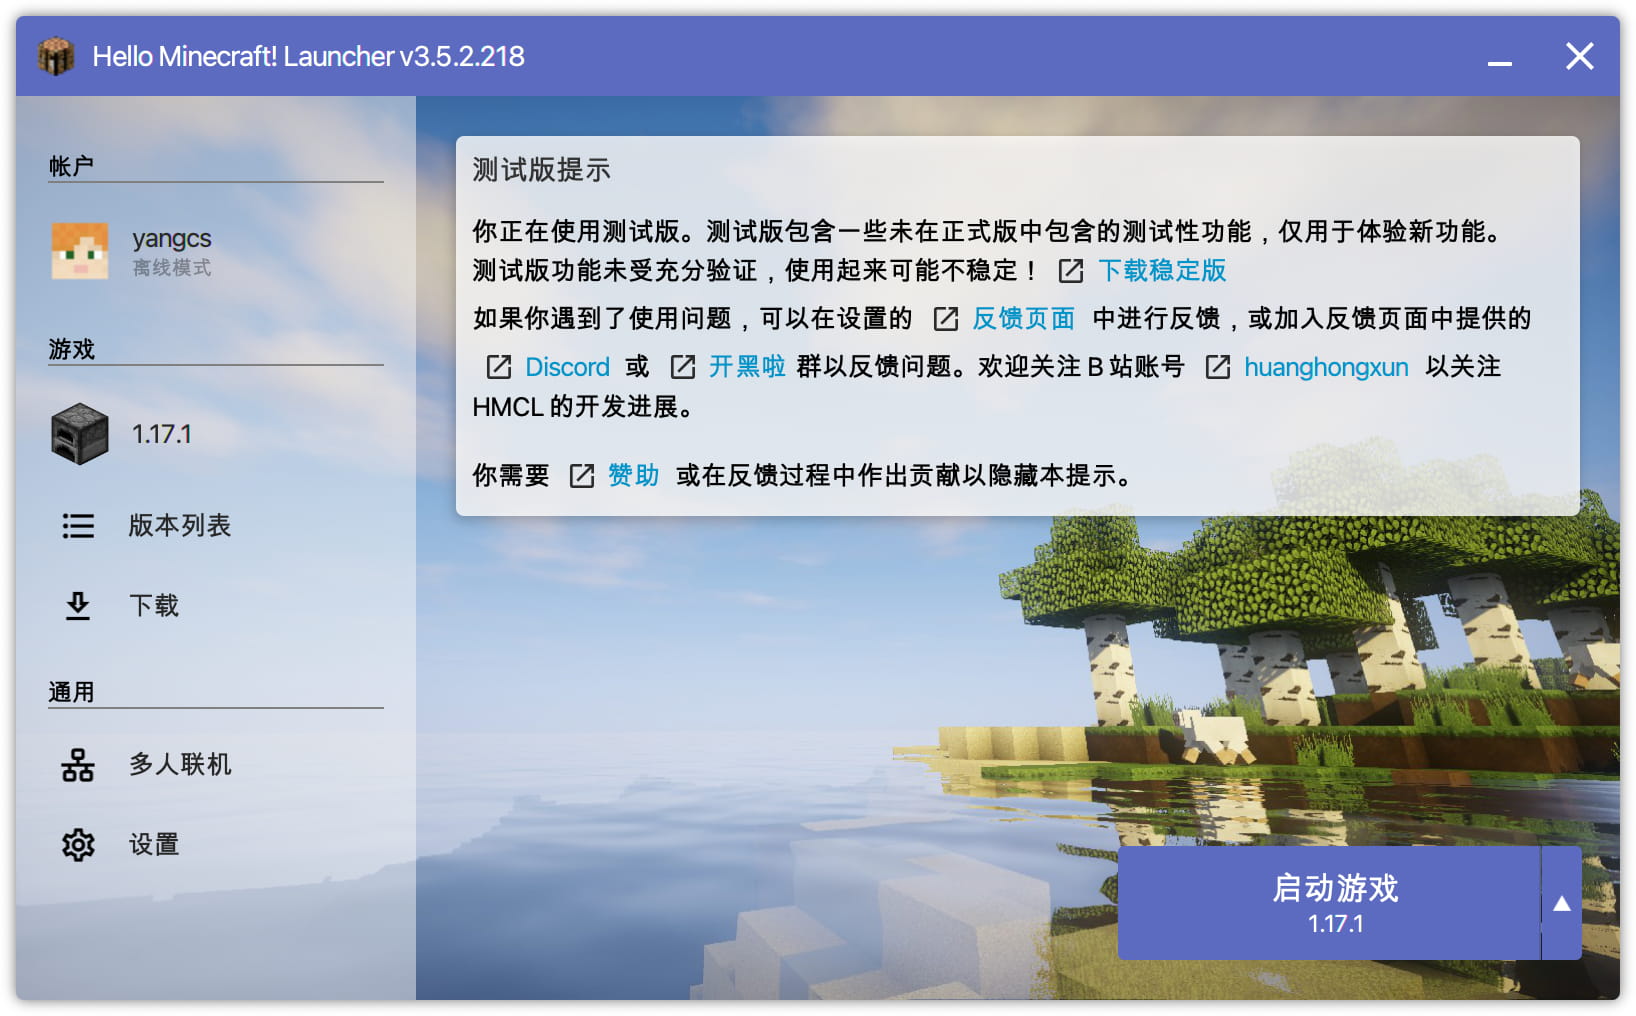 Hello Minecraft! Launcher v3.5.2.218
帐户
yangcs
离线模式
游戏
1.17.1
版本列表
下载
通用
多人联机
设置
测试版提示
你正在使用测试版。测试版包含一些未在正式版中包含的测试性功能，仅用于体验新功能。
测试版功能未受充分验证，使用起来可能不稳定！ 下载稳定版
如果你遇到了使用问题，可以在设置的 反馈页面 中进行反馈，或加入反馈页面中提供的
Discord 或 开黑啦 群以反馈问题。欢迎关注 B 站账号 huanghongxun 以关注
HMCL 的开发进展。
你需要 赞助 或在反馈过程中作出贡献以隐藏本提示。
启动游戏
1.17.1